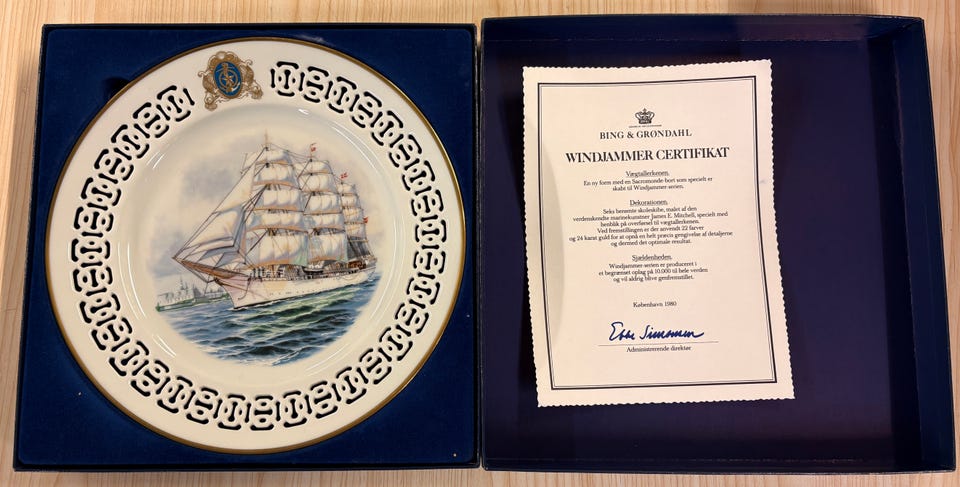 BING & GRØNDAHL
WINDJAMMER CERTIFIKAT
Vægtallerkenen.
En ny form med en Sacromonde-bort som specielt er
skabt til Windjammer-serien.
Dekorationen.
Seks berømte skoleskibe, malet af den
verdenskendte marinekunstner James E. Mitchell, specielt med
henblik på overførsel til vægtallerkenen.
Ved fremstillingen er der anvendt 22 farver
og 24 karat guld for at opnå en helt præcis gengivelse af detaljerne
og dermed det optimale resultat.
Sjældenheden.
Windjammer-serien er produceret i
et begrænset oplag på 10.000 til hele verden
og vil aldrig blive genfremstillet.
København 1980
Ebbe Simonsen
Administrerende direktør